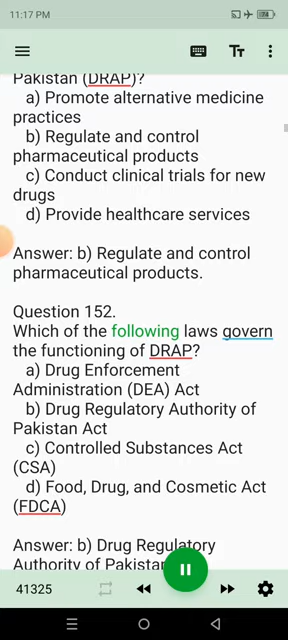 11:17 PM
Pakistan (DRAP)?
a) Promote alternative medicine
practices
b) Regulate and control
pharmaceutical products
c) Conduct clinical trials for new
drugs
d) Provide healthcare services
Answer: b) Regulate and control
pharmaceutical products.
Question 152.
Which of the following laws govern
the functioning of DRAP?
a) Drug Enforcement
Administration (DEA) Act
b) Drug Regulatory Authority of
Pakistan Act
c) Controlled Substances Act
(CSA)
d) Food, Drug, and Cosmetic Act
(FDCA)
Answer: b) Drug Regulatory
Authority of Pakistan
41325